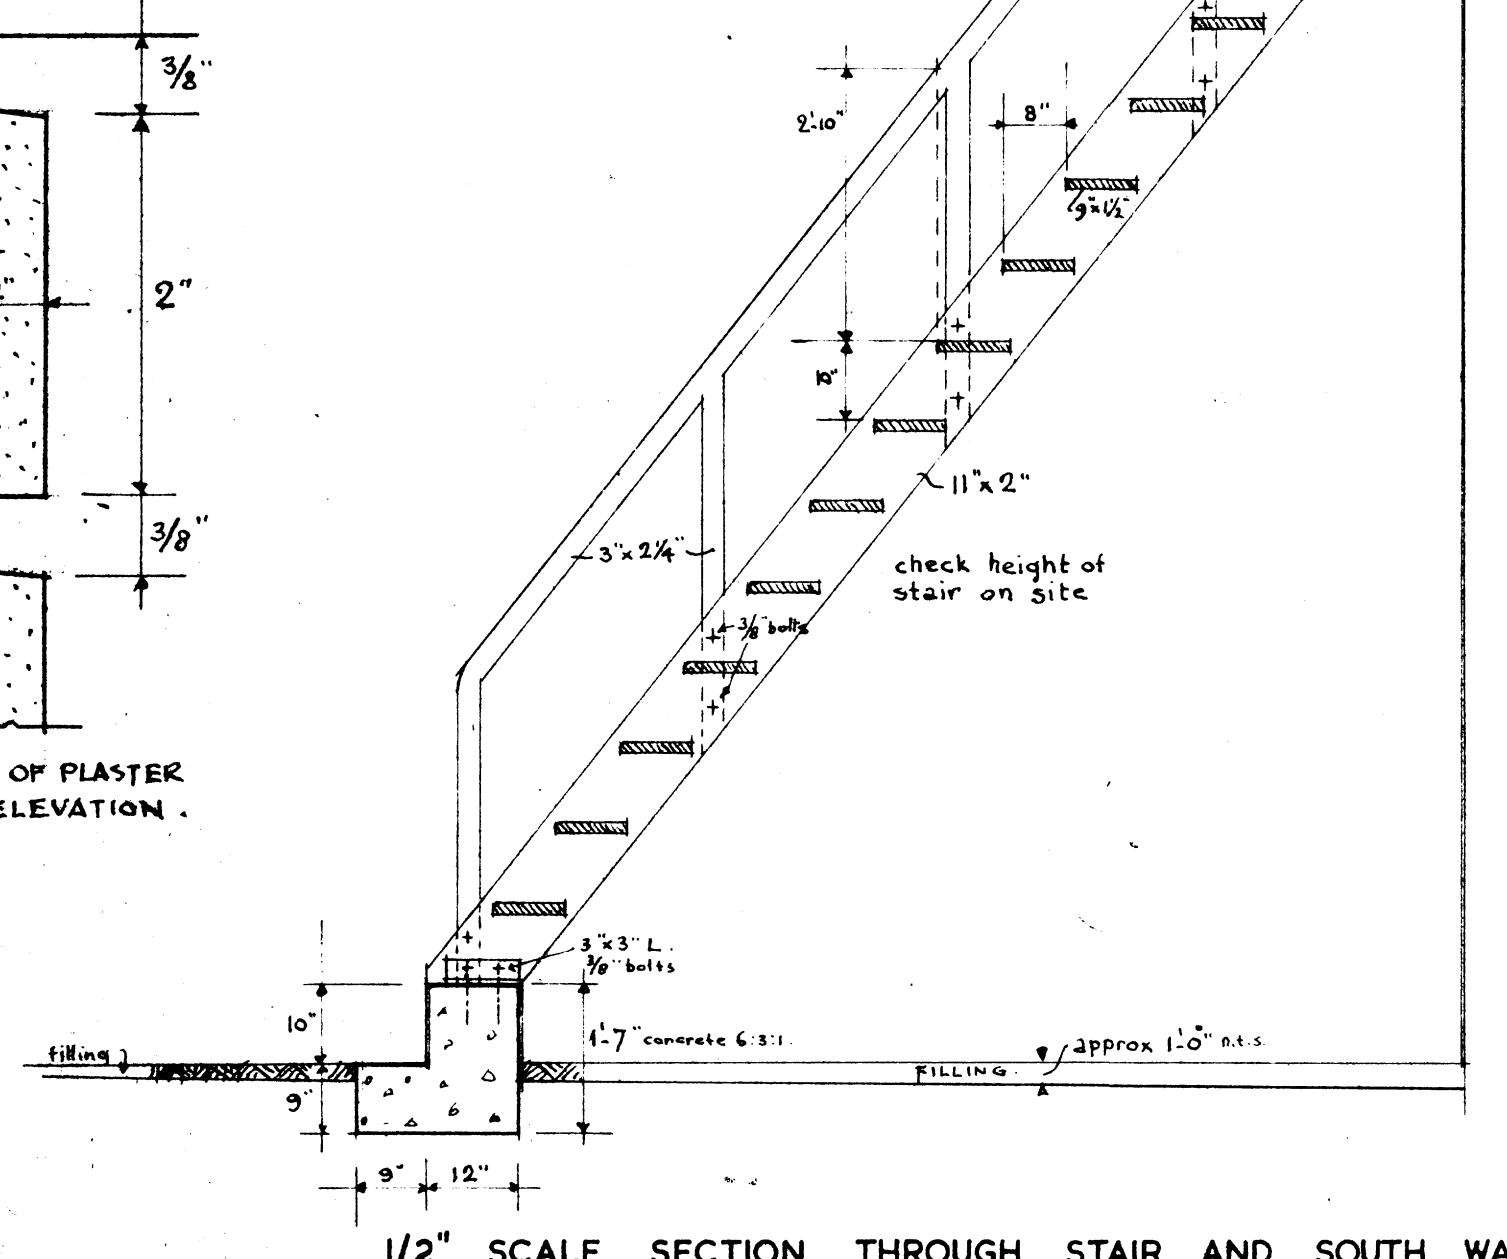 3/8"
2"
3/8"
OF PLASTER
ELEVATION.
2'-10"
8"
9"x1½"
11"x2"
check height of
stair on site
3"x2¼"
3/8" bolts
3"x3" L.
3/8" bolts
10"
1'-7" concrete 6:3:1.
filling
approx 1'-0" n.t.s.
FILLING.
9"
9" 12"
1/2" SCALE SECTION THROUGH STAIR AND SOUTH